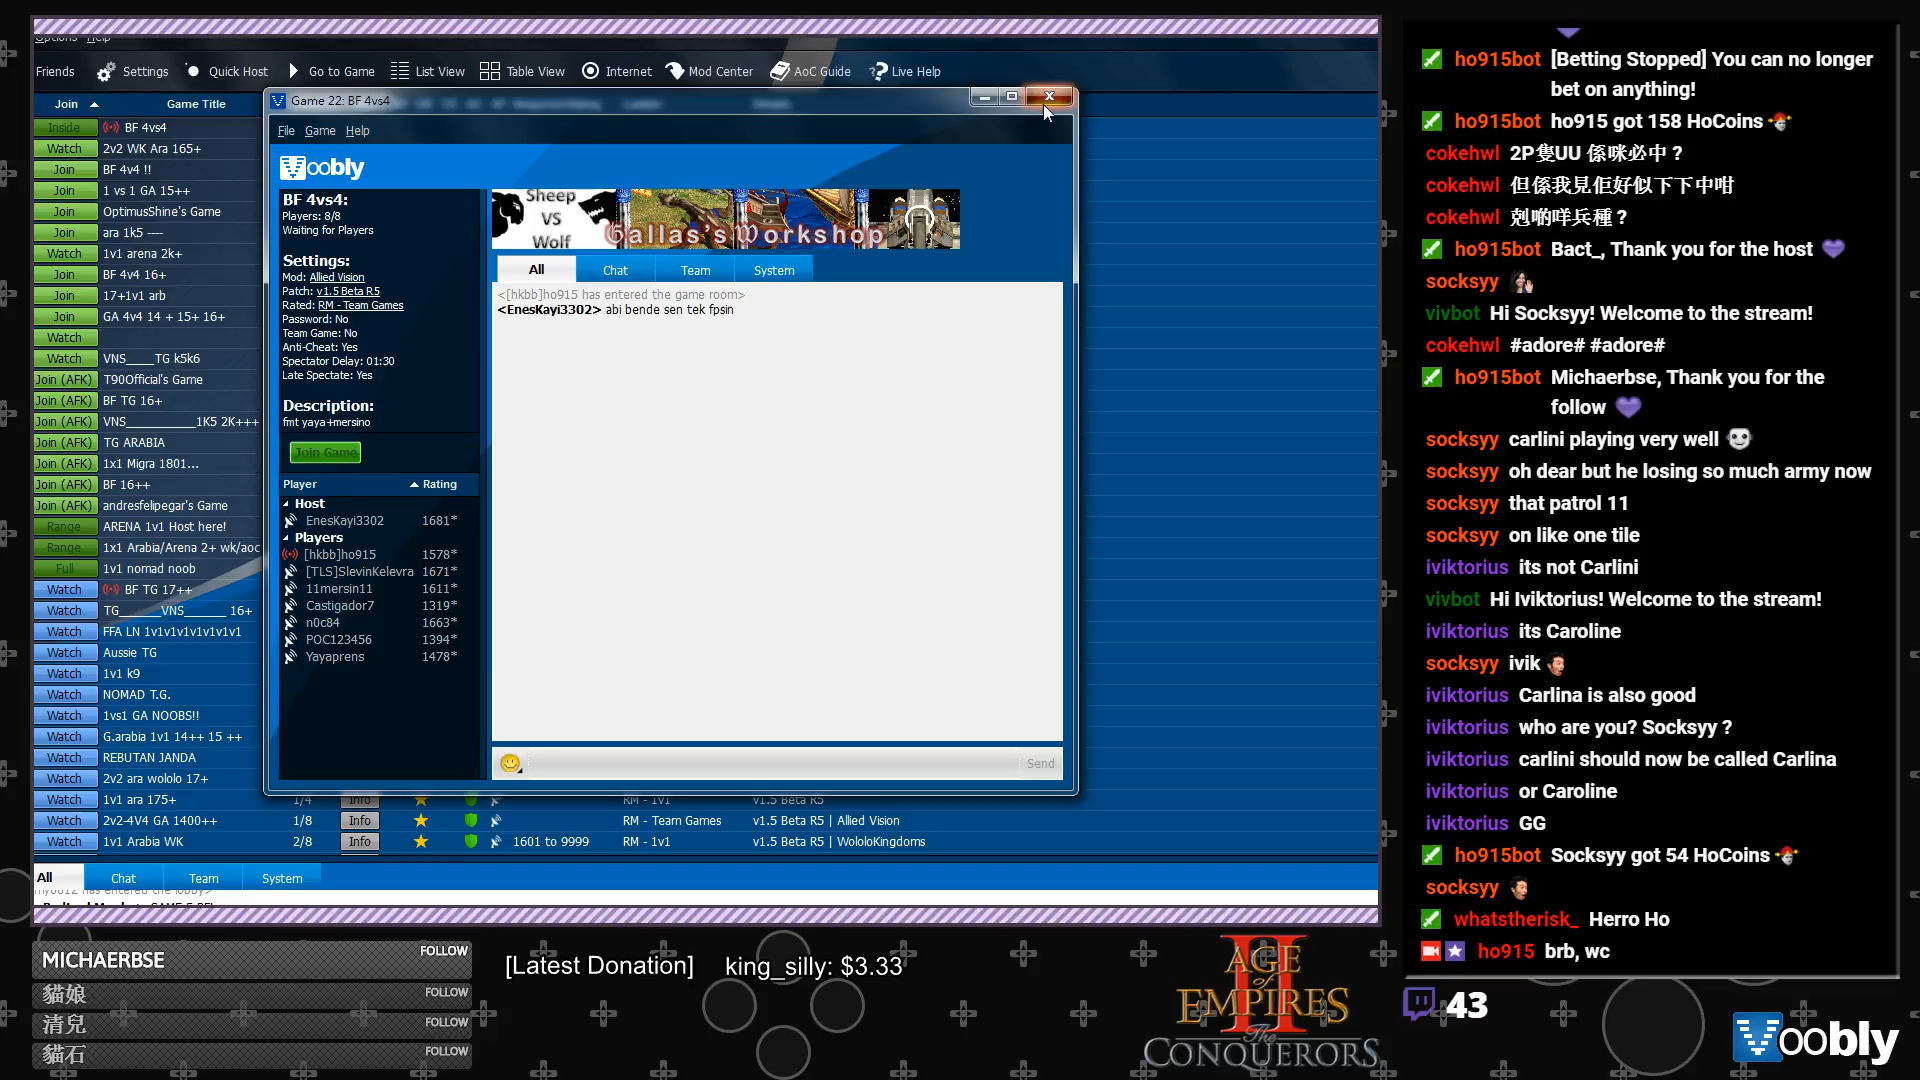 Options Help
Friends Settings Quick Host Go to Game List View Table View Internet Mod Center AoC Guide Live Help
Join Game Title
Inside BF 4vs4
Watch 2v2 WK Ara 165+
Join BF 4v4 !!
Join 1 vs 1 GA 15++
Join OptimusShine's Game
Join ara 1k5 ----
Watch 1v1 arena 2k+
Join BF 4v4 16+
Join 17+1v1 arb
Join GA 4v4 14 + 15+ 16+
Watch
Watch VNS____TG k5k6
Join (AFK) T90Official's Game
Join (AFK) BF TG 16+
Join (AFK) VNS__________1K5 2K+++
Join (AFK) TG ARABIA
Join (AFK) 1x1 Migra 1801...
Join (AFK) BF 16++
Join (AFK) andresfelipegar's Game
Range ARENA 1v1 Host here!
Range 1x1 Arabia/Arena 2+ wk/aoc
Full 1v1 nomad noob
Watch BF TG 17++
Watch TG______VNS______ 16+
Watch FFA LN 1v1v1v1v1v1v1v1
Watch Aussie TG
Watch 1v1 k9
Watch NOMAD T.G.
Watch 1vs1 GA NOOBS!!
Watch G.arabia 1v1 14++ 15 ++
Watch REBUTAN JANDA
Watch 2v2 ara wololo 17+
Watch 1v1 ara 175+ 1/4 Info RM - 1v1 v1.5 Beta R5
Watch 2v2-4V4 GA 1400++ 1/8 Info RM - Team Games v1.5 Beta R5 | Allied Vision
Watch 1v1 Arabia WK 2/8 Info 1601 to 9999 RM - 1v1 v1.5 Beta R5 | WololoKingdoms
All Chat Team System
Game 22: BF 4vs4
File Game Help
Voobly
BF 4vs4:
Players: 8/8
Waiting for Players
Settings:
Mod: Allied Vision
Patch: v1.5 Beta R5
Rated: RM - Team Games
Password: No
Team Game: No
Anti-Cheat: Yes
Spectator Delay: 01:30
Late Spectate: Yes
Description:
fmt yaya+mersino
Join Game
Player Rating
Host
EnesKayi3302 1681*
Players
[hkbb]ho915 1578*
[TLS]SlevinKelevra 1671*
11mersin11 1611*
Castigador7 1319*
n0c84 1663*
POC123456 1394*
Yayaprens 1478*
Sheep
VS
Wolf
Gallas's Workshop
All Chat Team System
<[hkbb]ho915 has entered the game room>
<EnesKayi3302> abi bende sen tek fpsin
Send
ho915bot [Betting Stopped] You can no longer
bet on anything!
ho915bot ho915 got 158 HoCoins
cokehwl 2P隻UU 係咪必中？
cokehwl 但係我見佢好似下下中咁
cokehwl 剋啲咩兵種？
ho915bot Bact_, Thank you for the host
socksyy
vivbot Hi Socksyy! Welcome to the stream!
cokehwl #adore# #adore#
ho915bot Michaerbse, Thank you for the
follow
socksyy carlini playing very well
socksyy oh dear but he losing so much army now
socksyy that patrol 11
socksyy on like one tile
iviktorius its not Carlini
vivbot Hi Iviktorius! Welcome to the stream!
iviktorius its Caroline
socksyy ivik
iviktorius Carlina is also good
iviktorius who are you? Socksyy ?
iviktorius carlini should now be called Carlina
iviktorius or Caroline
iviktorius GG
ho915bot Socksyy got 54 HoCoins
socksyy
whatstherisk_ Herro Ho
ho915 brb, wc
MICHAERBSE FOLLOW
貓娘 FOLLOW
清兒 FOLLOW
貓石 FOLLOW
[Latest Donation] king_silly: $3.33
AGE
of
EMPIRES
II
The
CONQUERORS
43
Voobly